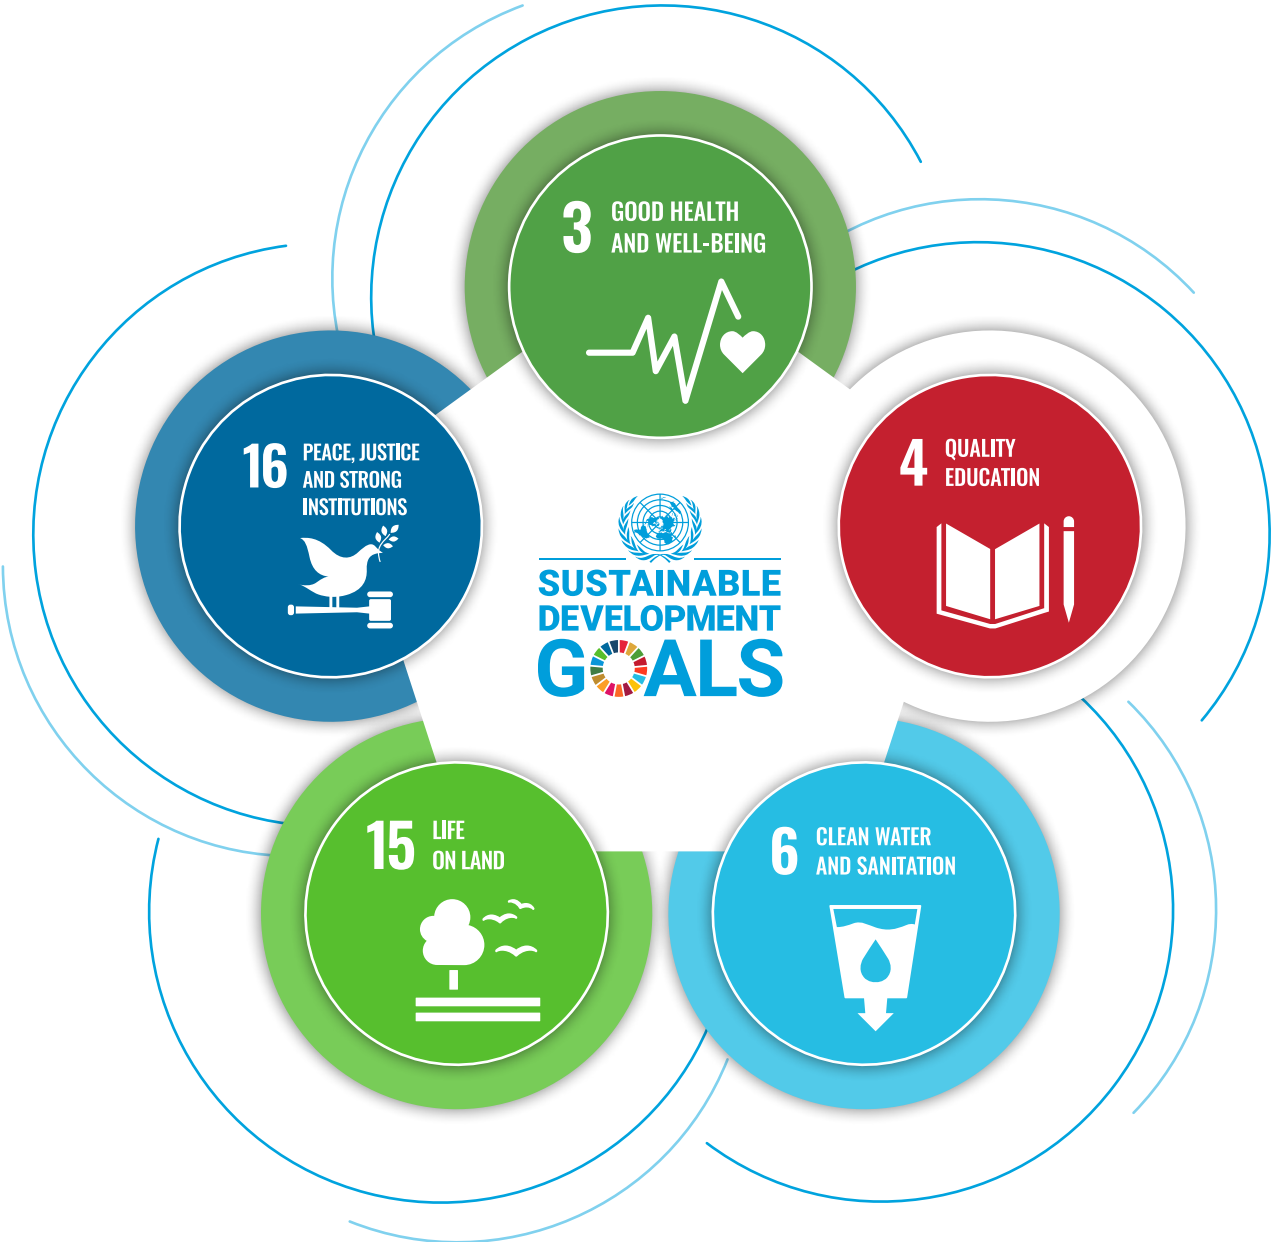 3
GOOD HEALTH
AND WELL-BEING
4
QUALITY
EDUCATION
16
PEACE, JUSTICE
AND STRONG
INSTITUTIONS
SUSTAINABLE
DEVELOPMENT
GOALS
15
LIFE
ON LAND
6
CLEAN WATER
AND SANITATION